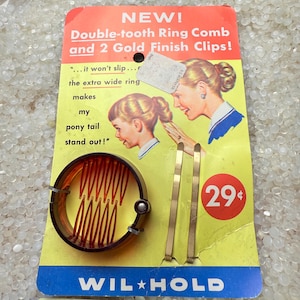 NEW!
Double-tooth Ring Comb
and 2 Gold Finish Clips!
"...it won't slip...
the extra wide ring
makes
my
pony tail
stand out!"
29¢
WIL★HOLD